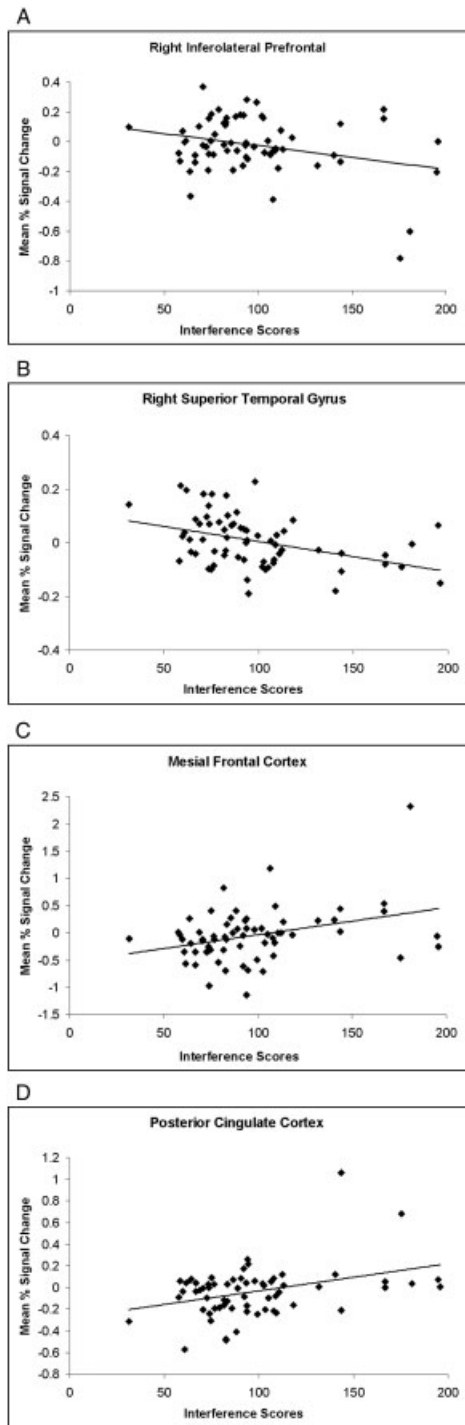 A
Right Inferolateral Prefrontal
0.4
0.2
0
-0.2
-0.4
-0.6
-0.8
-1
Mean % Signal Change
0 50 100 150 200
Interference Scores
B
Right Superior Temporal Gyrus
0.4
0.2
0
-0.2
-0.4
Mean % Signal Change
0 50 100 150 200
Interference Scores
C
Mesial Frontal Cortex
2.5
2
1.5
1
0.5
0
-0.5
-1
-1.5
Mean % Signal Change
0 50 100 150 200
Interference Scores
D
Posterior Cingulate Cortex
1.2
1
0.8
0.6
0.4
0.2
0
-0.2
-0.4
-0.6
-0.8
Mean % Signal Change
0 50 100 150 200
Interference Scores